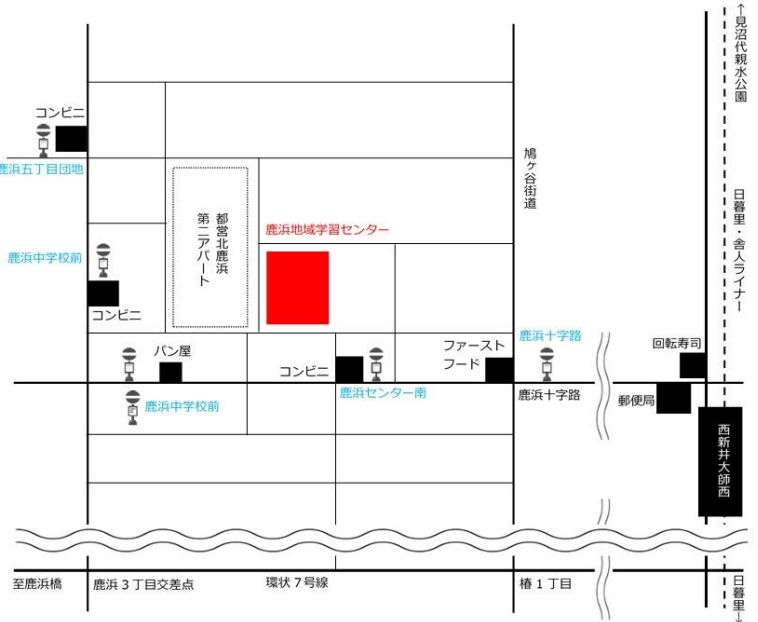 ↑見沼代親水公園
コンビニ
鹿浜五丁目団地
鳩ヶ谷街道
日暮里・舎人ライナー
都営北鹿浜
第二アパート
鹿浜地域学習センター
鹿浜中学校前
コンビニ
鹿浜十字路
回転寿司
パン屋
コンビニ
ファースト
フード
鹿浜中学校前
鹿浜センター南
鹿浜十字路
郵便局
西新井大師西
至鹿浜橋
鹿浜3丁目交差点
環状7号線
椿1丁目
日暮里↓